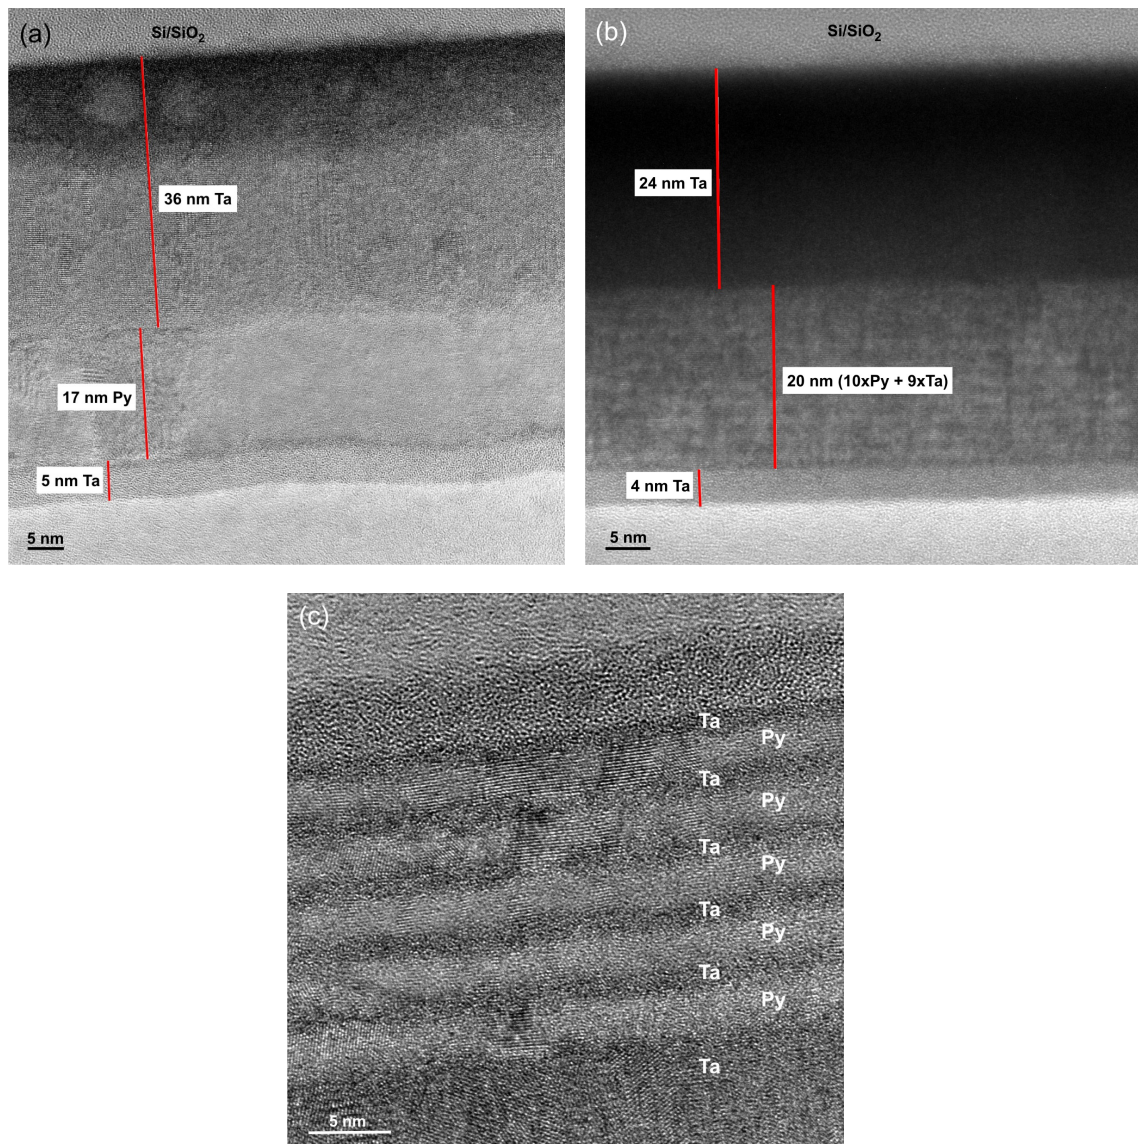 (a)
Si/SiO2
36 nm Ta
17 nm Py
5 nm Ta
5 nm
(b)
Si/SiO2
24 nm Ta
20 nm (10xPy + 9xTa)
4 nm Ta
5 nm
(c)
Ta
Py
Ta
Py
Ta
Py
Ta
Py
Ta
Py
Ta
5 nm